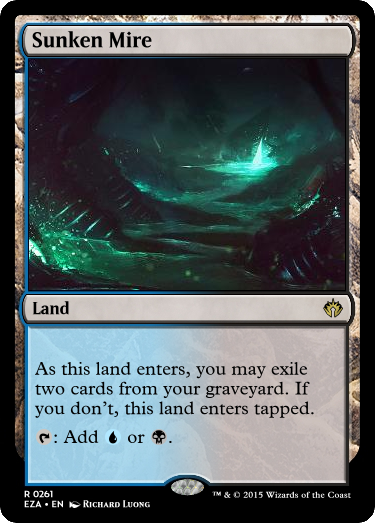 Sunken Mire
Land
As this land enters, you may exile
two cards from your graveyard. If
you don't, this land enters tapped.
: Add or .
R 0261
EZA • EN Richard Luong
™ & © 2015 Wizards of the Coast